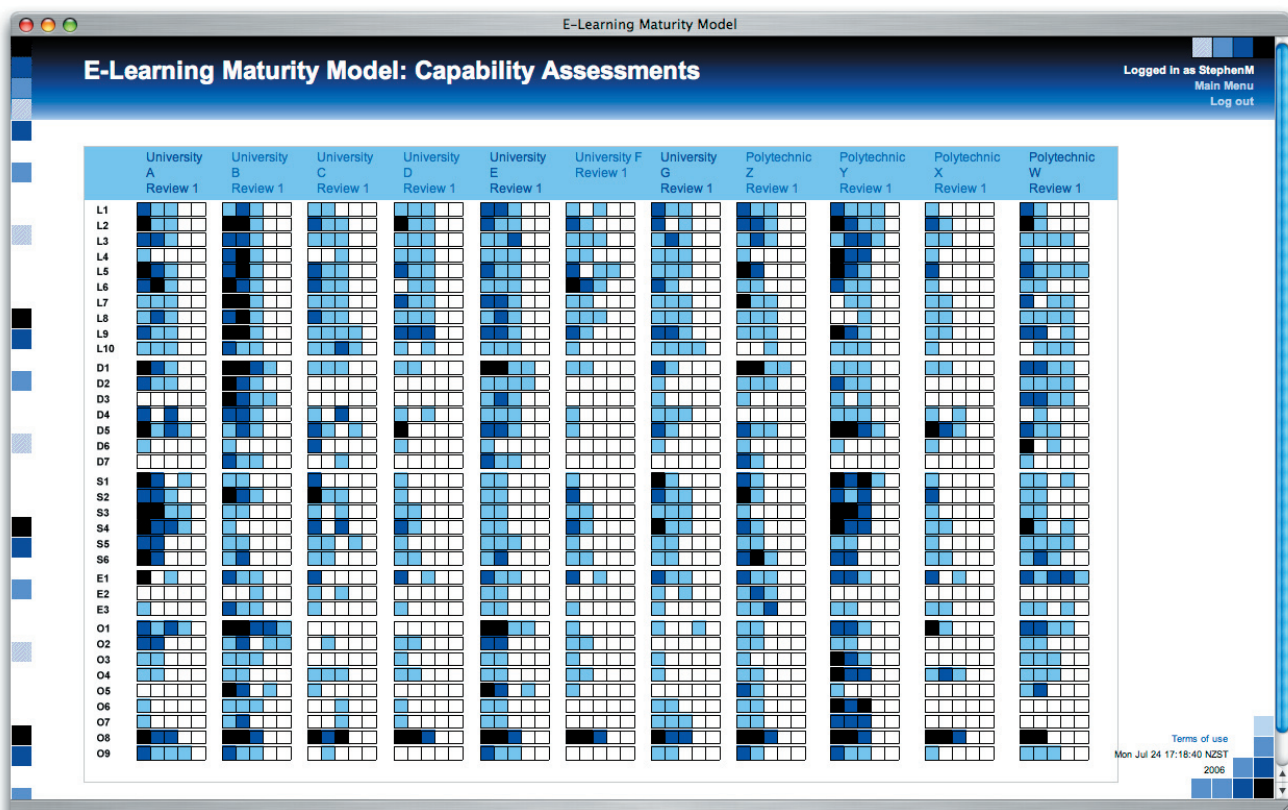 E-Learning Maturity Model
E-Learning Maturity Model: Capability Assessments
Logged in as StephenM
Main Menu
Log out
University A Review 1
University B Review 1
University C Review 1
University D Review 1
University E Review 1
University F Review 1
University G Review 1
Polytechnic Z Review 1
Polytechnic Y Review 1
Polytechnic X Review 1
Polytechnic W Review 1
L1
L2
L3
L4
L5
L6
L7
L8
L9
L10
D1
D2
D3
D4
D5
D6
D7
S1
S2
S3
S4
S5
S6
E1
E2
E3
O1
O2
O3
O4
O5
O6
O7
O8
O9
Terms of use
Mon Jul 24 17:18:40 NZST
2006